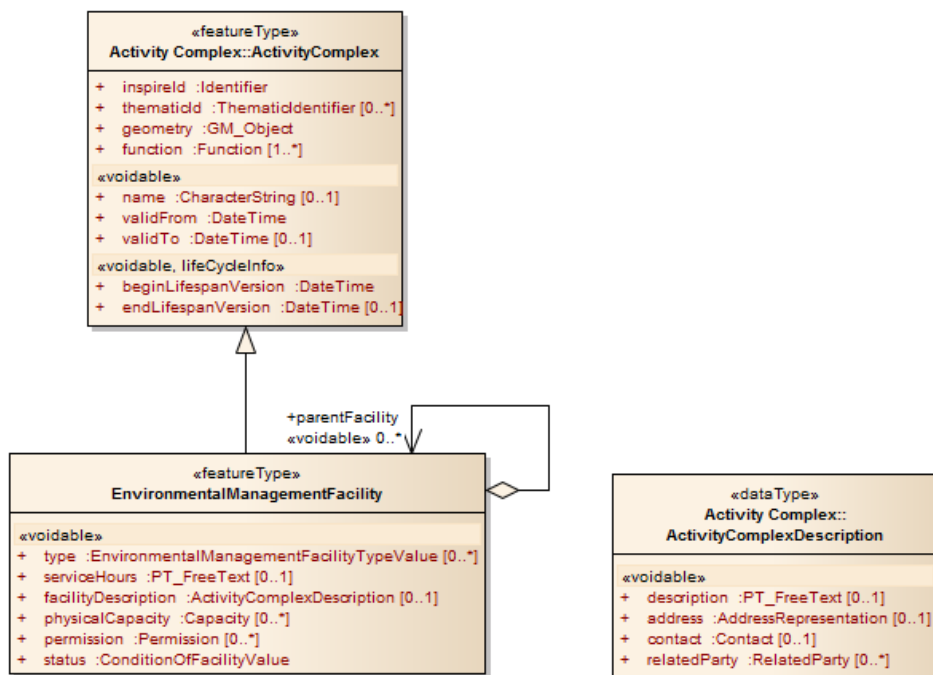 «featureType»
Activity Complex::ActivityComplex
+ inspireId :Identifier
+ thematicId :ThematicIdentifier [0..*]
+ geometry :GM_Object
+ function :Function [1..*]
«voidable»
+ name :CharacterString [0..1]
+ validFrom :DateTime
+ validTo :DateTime [0..1]
«voidable, lifeCycleInfo»
+ beginLifespanVersion :DateTime
+ endLifespanVersion :DateTime [0..1]
+parentFacility
«voidable» 0..*
«featureType»
EnvironmentalManagementFacility
«voidable»
+ type :EnvironmentalManagementFacilityTypeValue [0..*]
+ serviceHours :PT_FreeText [0..1]
+ facilityDescription :ActivityComplexDescription [0..1]
+ physicalCapacity :Capacity [0..*]
+ permission :Permission [0..*]
+ status :ConditionOfFacilityValue
«dataType»
Activity Complex::
ActivityComplexDescription
«voidable»
+ description :PT_FreeText [0..1]
+ address :AddressRepresentation [0..1]
+ contact :Contact [0..1]
+ relatedParty :RelatedParty [0..*]